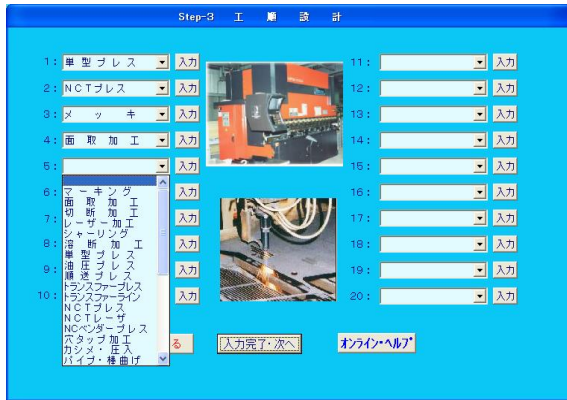 Step-3 工 順 設 計
1: 単 型 プ レ ス 入力
2: NCTプレス 入力
3: メ ッ キ 入力
4: 面 取 加 工 入力
5: 入力
マ ー キ ン グ
面 取 加 工
切 断 加 工
レーザー加工
シャーリング
溶 断 加 工
単 型 プ レ ス
油 圧 プ レ ス
順 送 プ レ ス
トランスファープレス
トランスファーライン
NCTプレス
NCTレーザ
NCベンダープレス
穴タップ加工
カシメ・圧入
パイプ・棒曲げ
6: 入力
7: 入力
8: 入力
9: 入力
10: 入力
11: 入力
12: 入力
13: 入力
14: 入力
15: 入力
16: 入力
17: 入力
18: 入力
19: 入力
20: 入力
る
入力完了・次へ
オンライン・ヘルプ